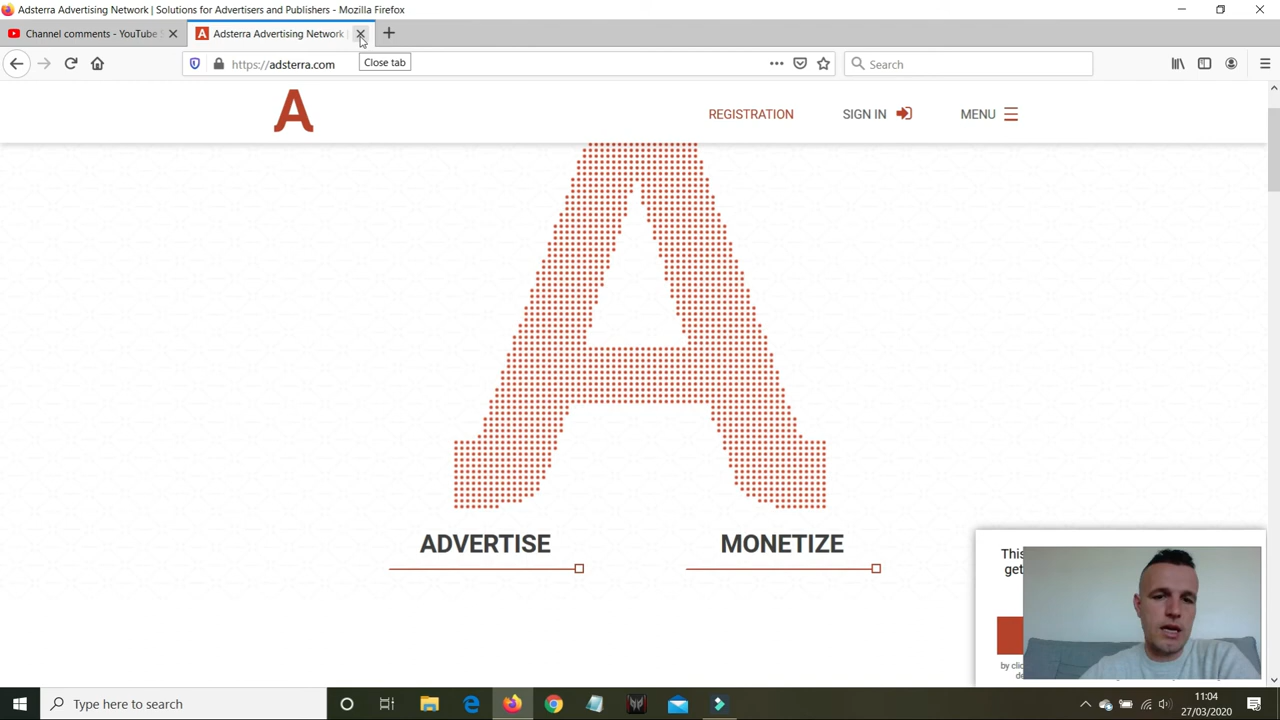 Adsterra Advertising Network | Solutions for Advertisers and Publishers - Mozilla Firefox
Channel comments - YouTube
Adsterra Advertising Network
Close tab
https://adsterra.com
Search
A
REGISTRATION
SIGN IN
MENU
ADVERTISE
MONETIZE
This
get
by
Type here to search
11:04
27/03/2020